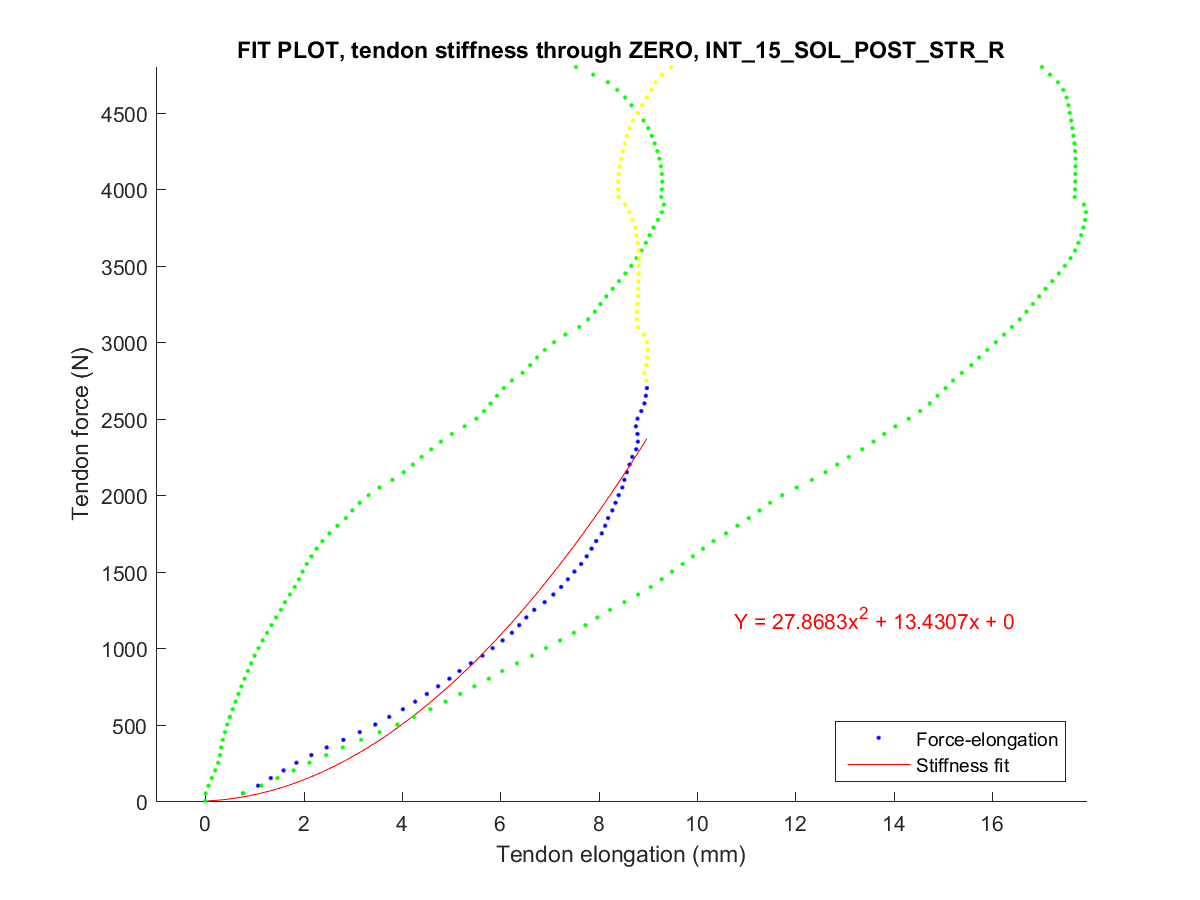 FIT PLOT, tendon stiffness through ZERO, INT_15_SOL_POST_STR_R
Tendon force (N)
4500
4000
3500
3000
2500
2000
1500
1000
500
0
Y = 27.8683x² + 13.4307x + 0
Force-elongation
Stiffness fit
0 2 4 6 8 10 12 14 16
Tendon elongation (mm)